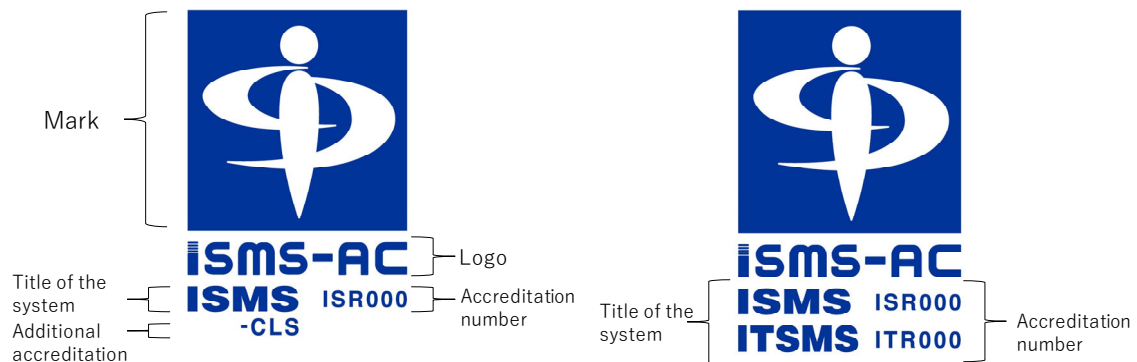 Mark
iSMS-AC
Logo
Title of the
system
ISMS ISR000
Accreditation
number
Additional
accreditation
-CLS
iSMS-AC
Title of the
system
ISMS ISR000
ITSMS ITR000
Accreditation
number